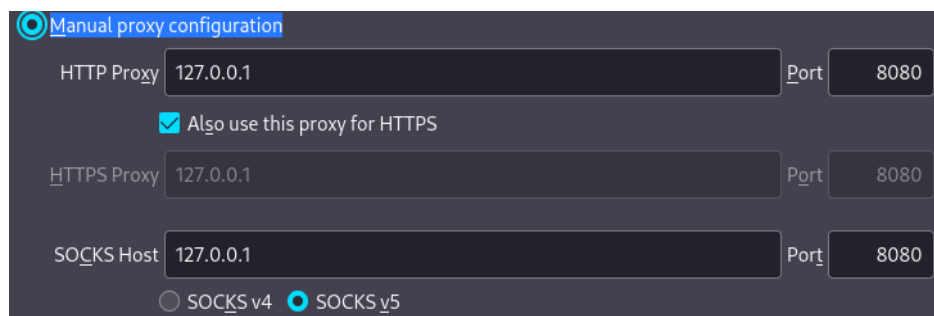 Manual proxy configuration
HTTP Proxy 127.0.0.1 Port 8080
Also use this proxy for HTTPS
HTTPS Proxy 127.0.0.1 Port 8080
SOCKS Host 127.0.0.1 Port 8080
SOCKS v4 SOCKS v5